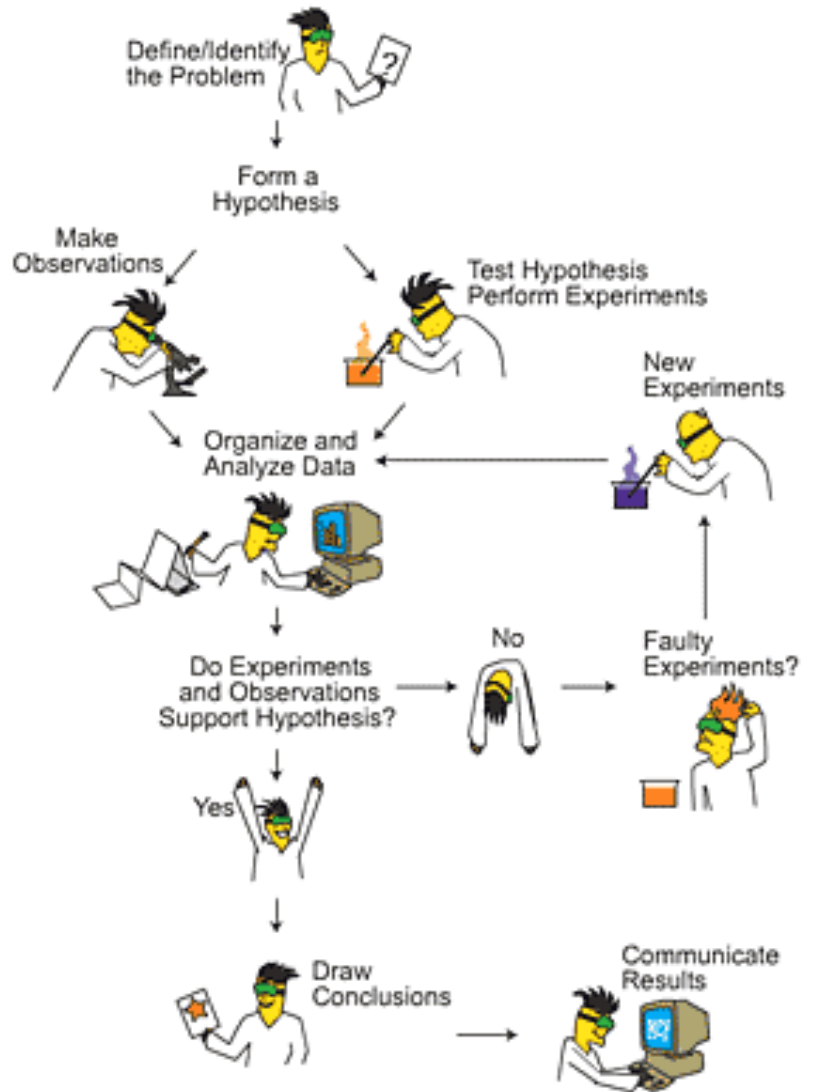 Define/Identify
the Problem
?
Form a
Hypothesis
Make
Observations
Test Hypothesis
Perform Experiments
New
Experiments
Organize and
Analyze Data
Do Experiments
and Observations
Support Hypothesis?
No
Faulty
Experiments?
Yes
Draw
Conclusions
Communicate
Results